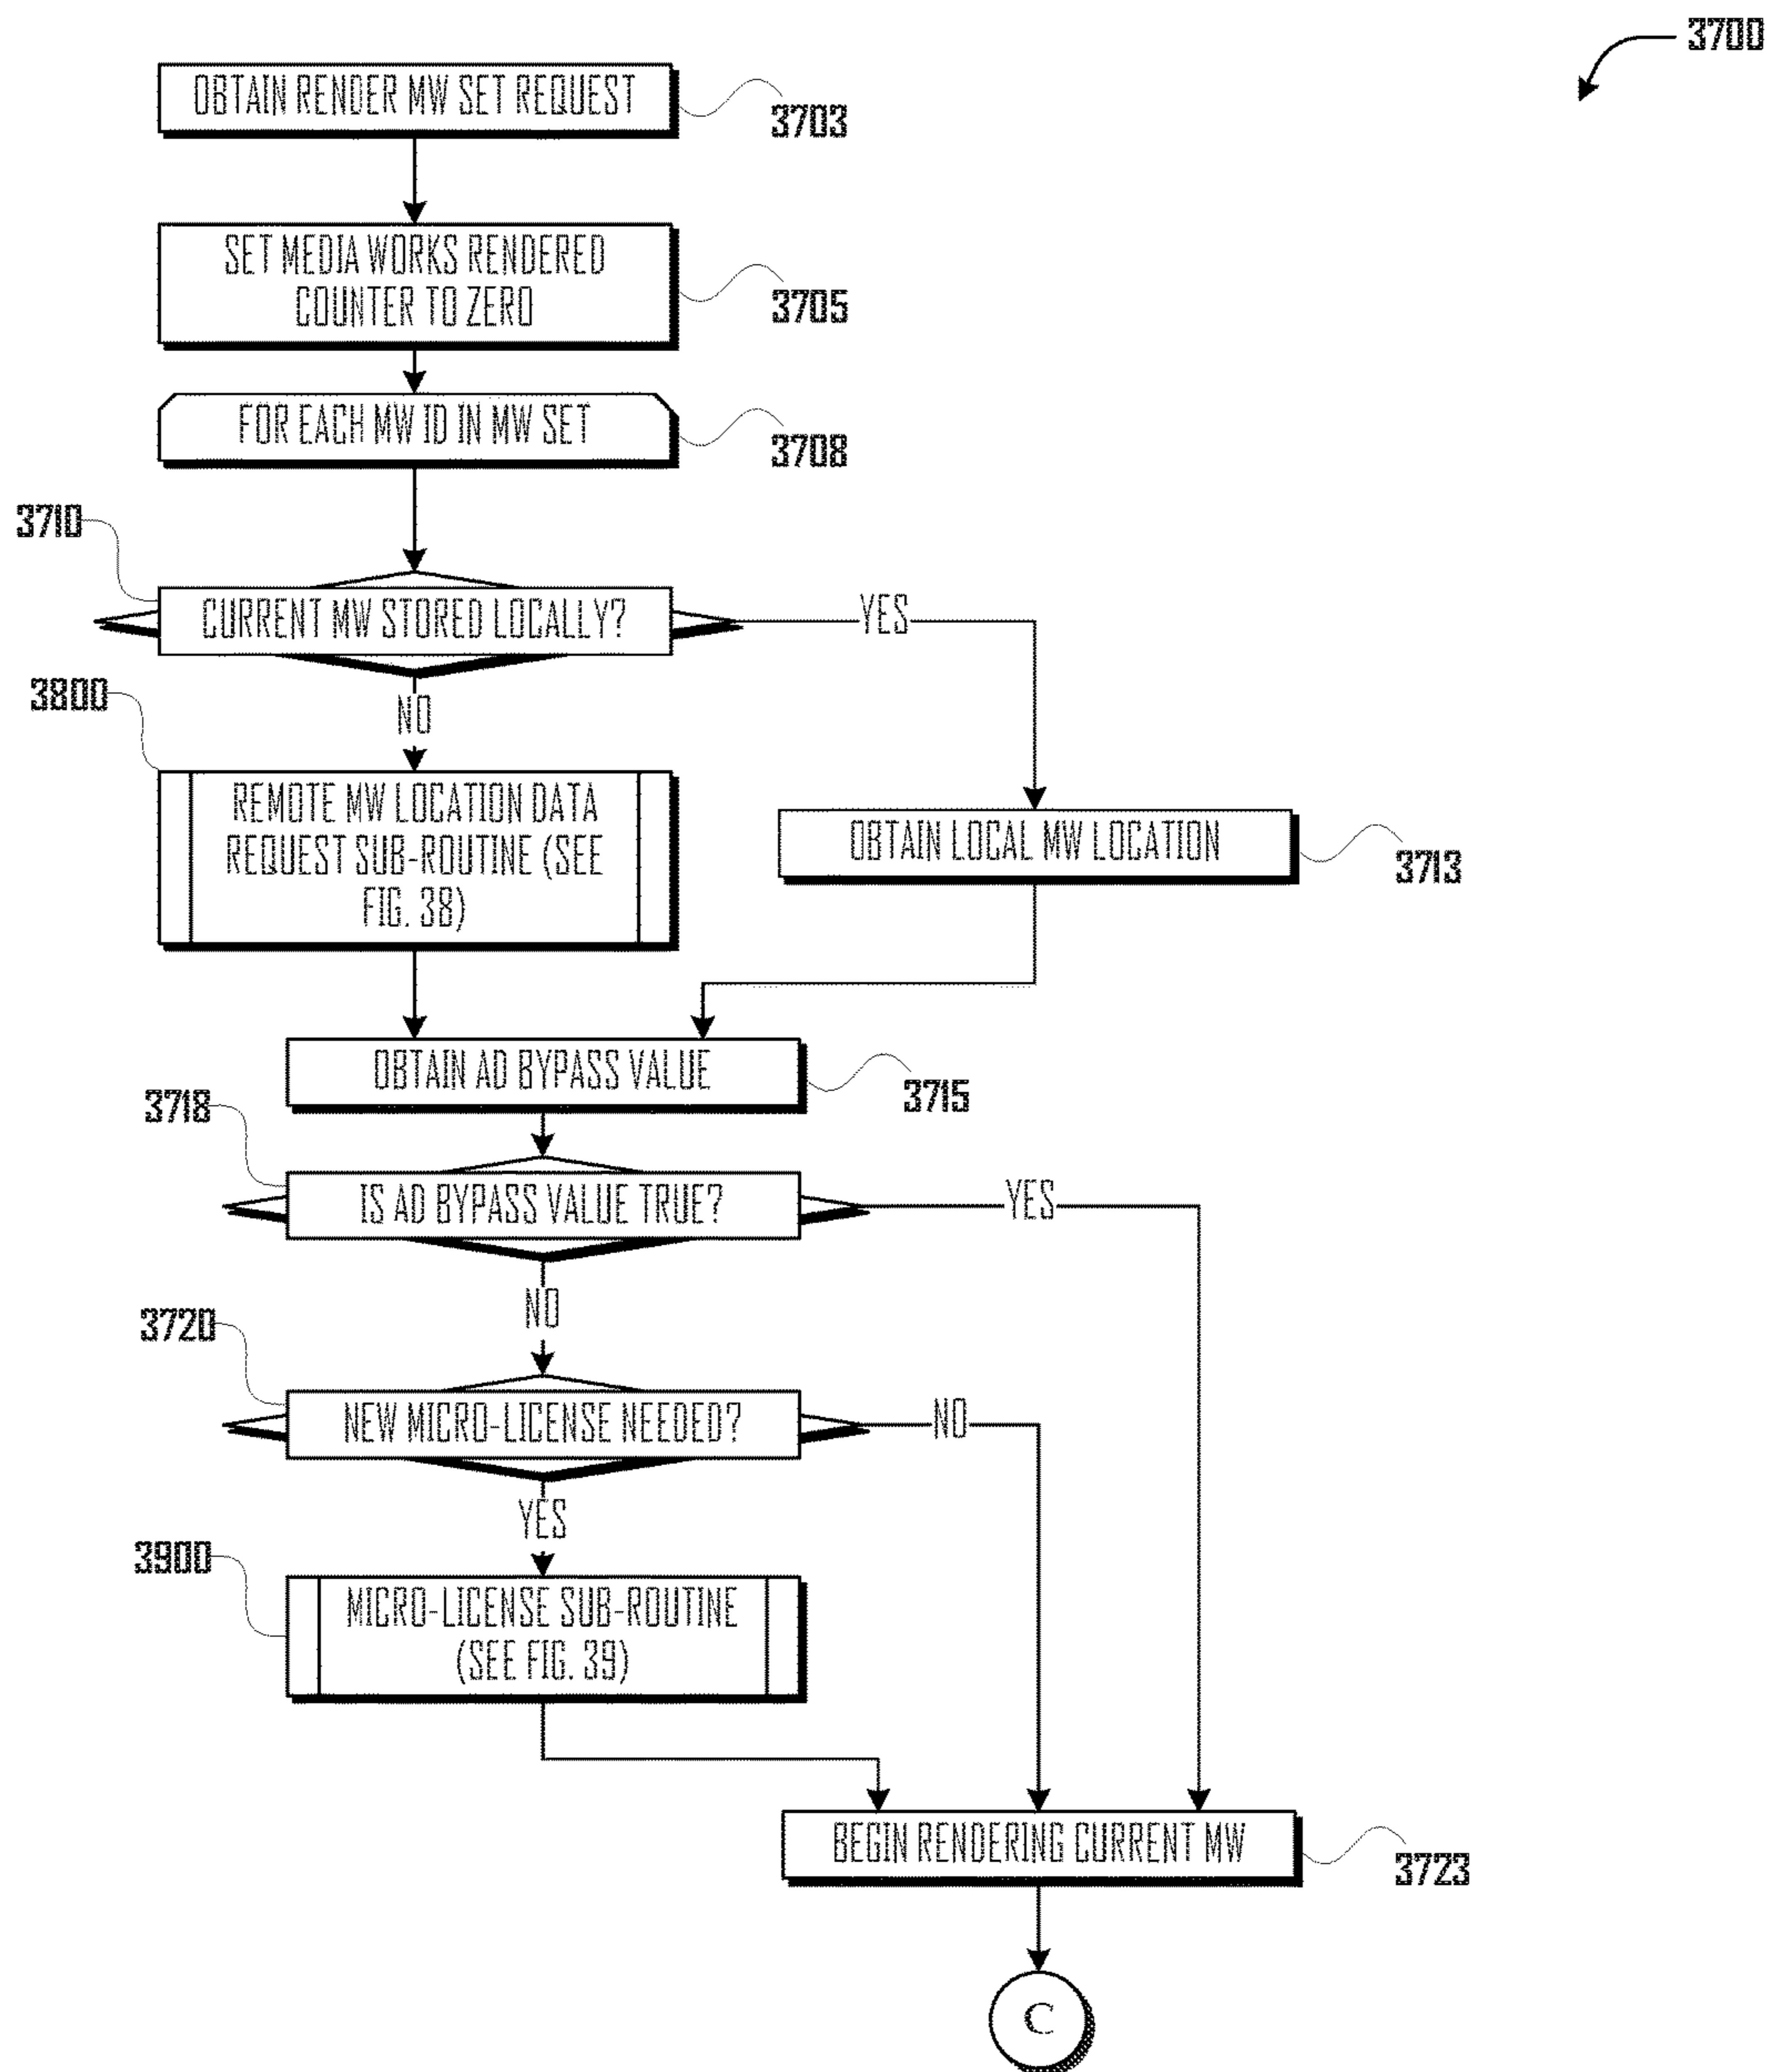 3700
OBTAIN RENDER MW SET REQUEST
3703
SET MEDIA WORKS RENDERED
COUNTER TO ZERO
3705
FOR EACH MW ID IN MW SET
3708
3710
CURRENT MW STORED LOCALLY?
YES
NO
3800
REMOTE MW LOCATION DATA
REQUEST SUB-ROUTINE (SEE
FIG. 38)
OBTAIN LOCAL MW LOCATION
3713
OBTAIN AD BYPASS VALUE
3715
3718
IS AD BYPASS VALUE TRUE?
YES
NO
3720
NEW MICRO-LICENSE NEEDED?
NO
YES
3900
MICRO-LICENSE SUB-ROUTINE
(SEE FIG. 39)
BEGIN RENDERING CURRENT MW
3723
C